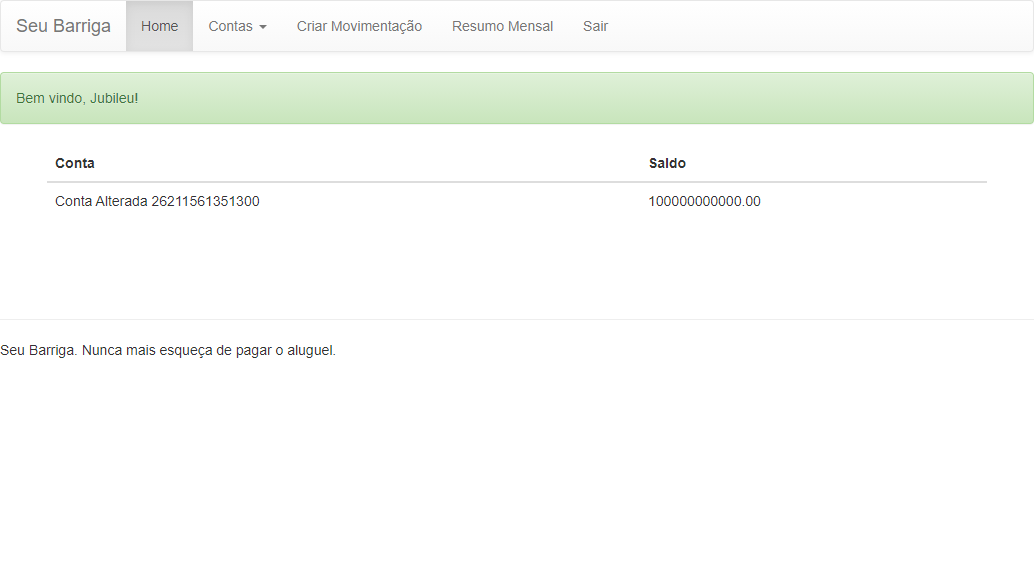 Seu Barriga Home Contas Criar Movimentação Resumo Mensal Sair
Bem vindo, Jubileu!
Conta Saldo
Conta Alterada 26211561351300 100000000000.00
Seu Barriga. Nunca mais esqueça de pagar o aluguel.